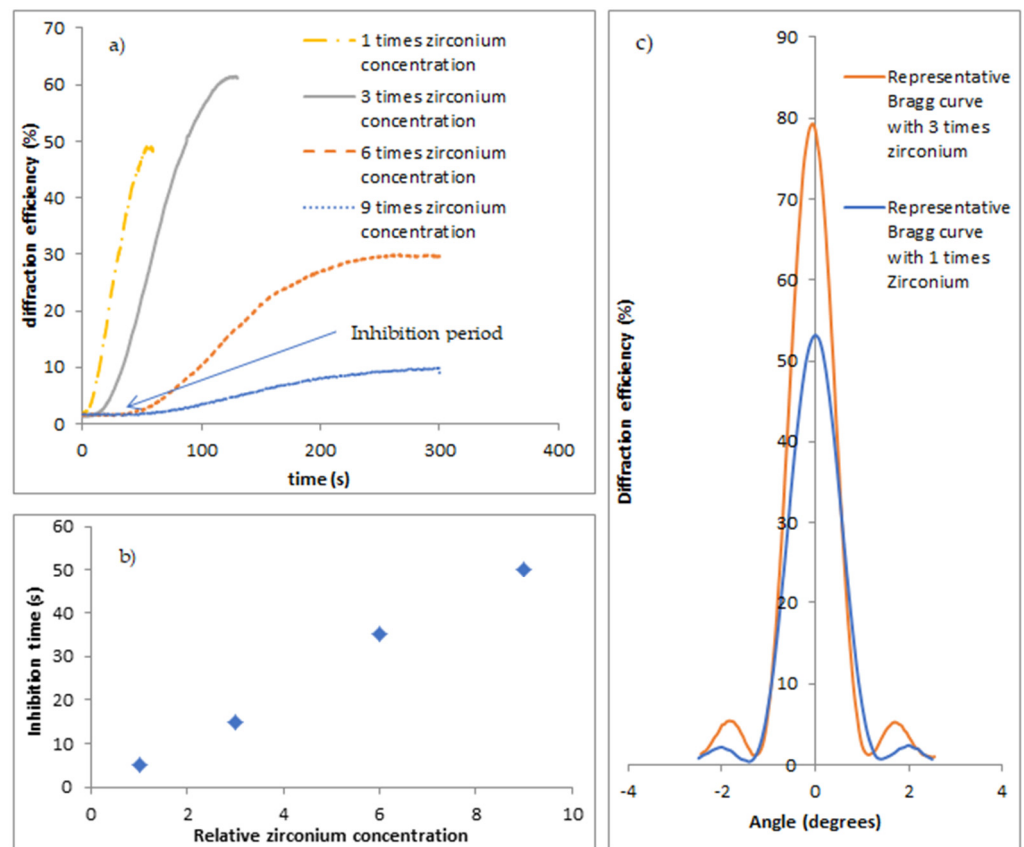 a)
70
60
50
40
30
20
10
0
diffraction efficiency (%)
1 times zirconium
concentration
3 times zirconium
concentration
6 times zirconium
concentration
9 times zirconium
concentration
Inhibition period
0 100 200 300 400
time (s)
b)
60
50
40
30
20
10
0
Inhibition time (s)
0 2 4 6 8 10
Relative zirconium concentration
c)
90
80
70
60
50
40
30
20
10
0
Diffraction efficiency (%)
Representative
Bragg curve
with 3 times
zirconium
Representative
Bragg curve
with 1 times
Zirconium
-4 -2 0 2 4
Angle (degrees)